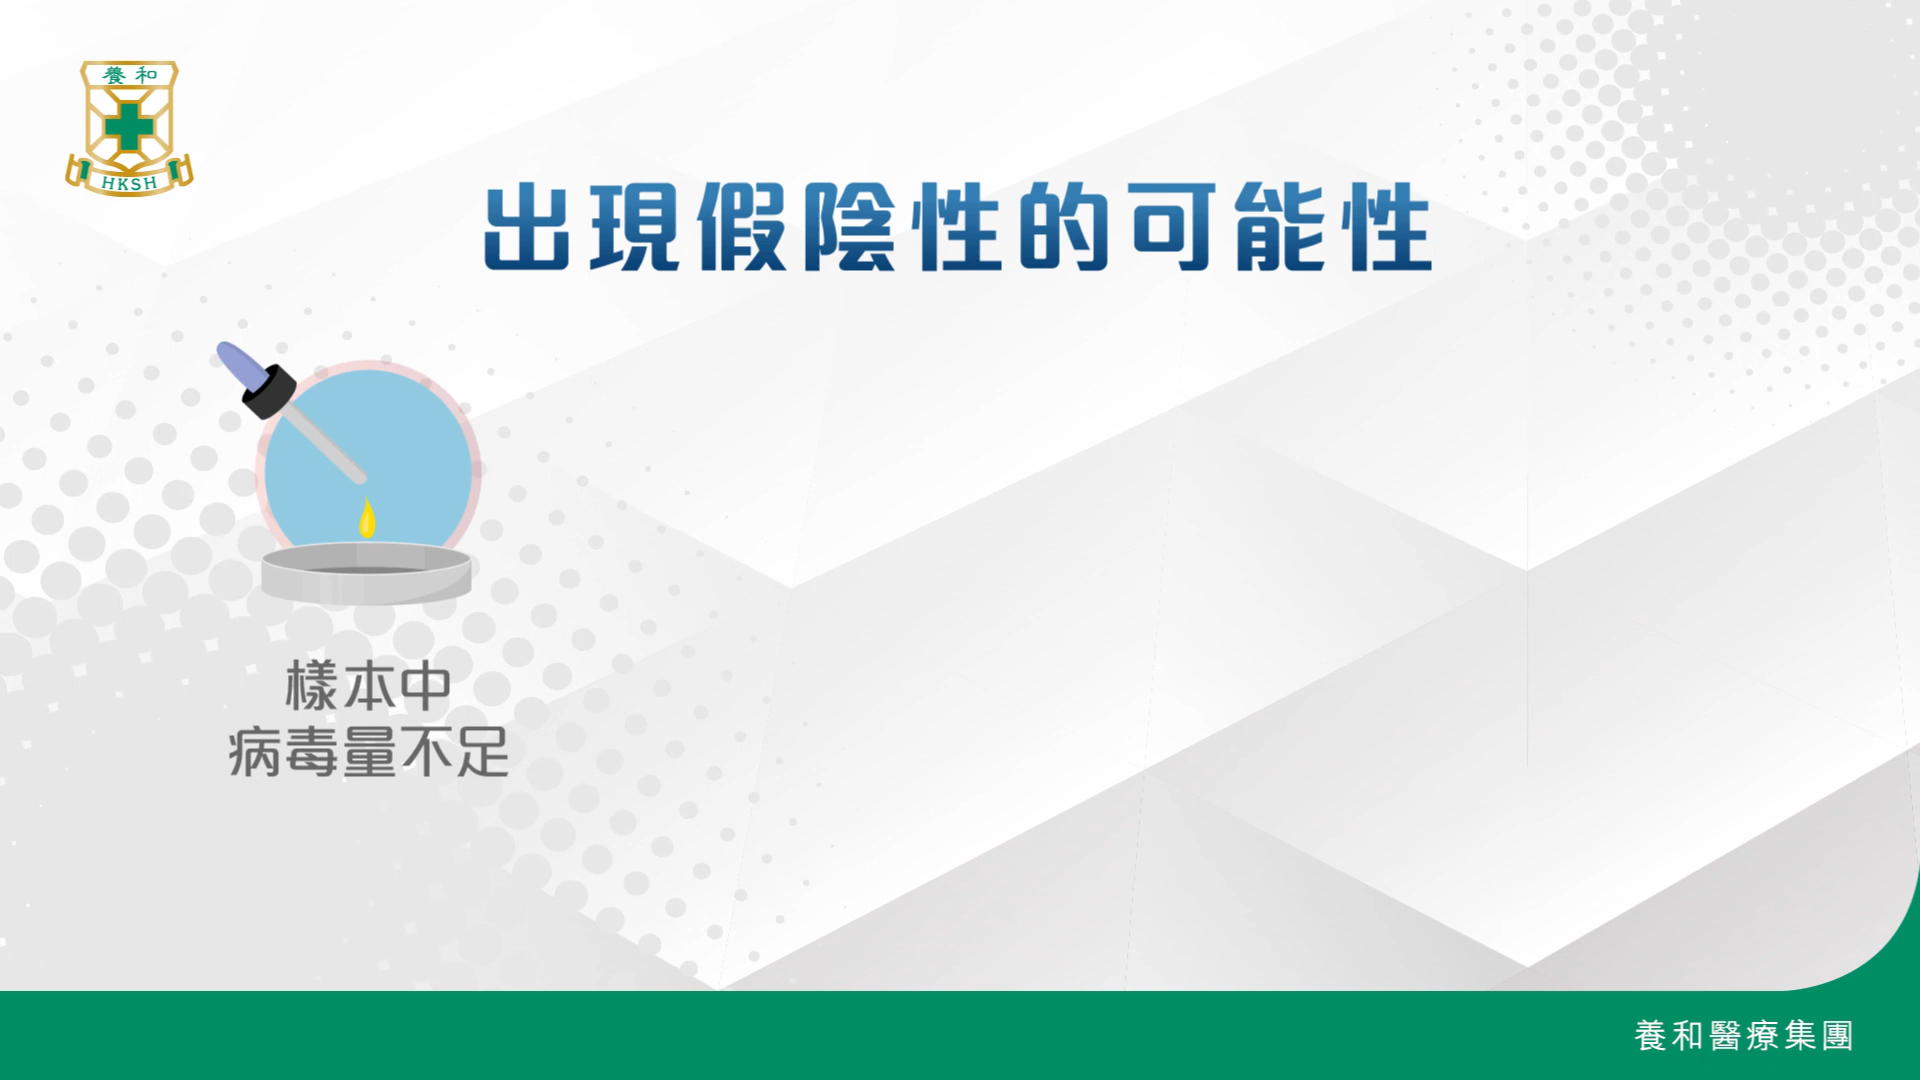 養和
HKSH
出現假陰性的可能性
樣本中
病毒量不足
養和醫療集團